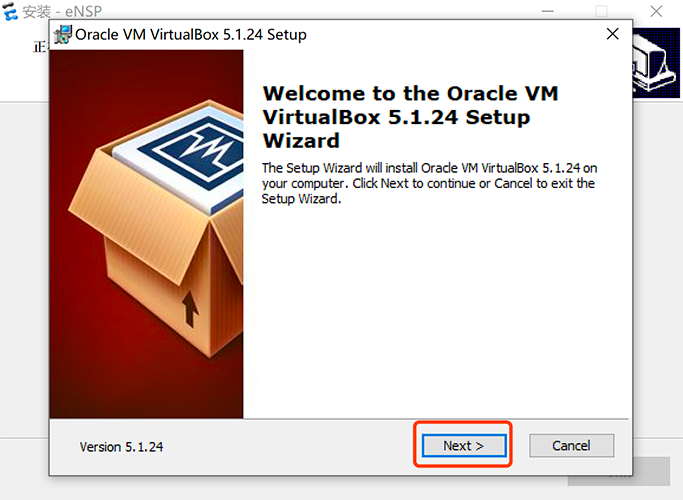 安装 - eNSP
Oracle VM VirtualBox 5.1.24 Setup
正
Welcome to the Oracle VM
VirtualBox 5.1.24 Setup
Wizard
The Setup Wizard will install Oracle VM VirtualBox 5.1.24 on
your computer. Click Next to continue or Cancel to exit the
Setup Wizard.
Version 5.1.24
Next >
Cancel